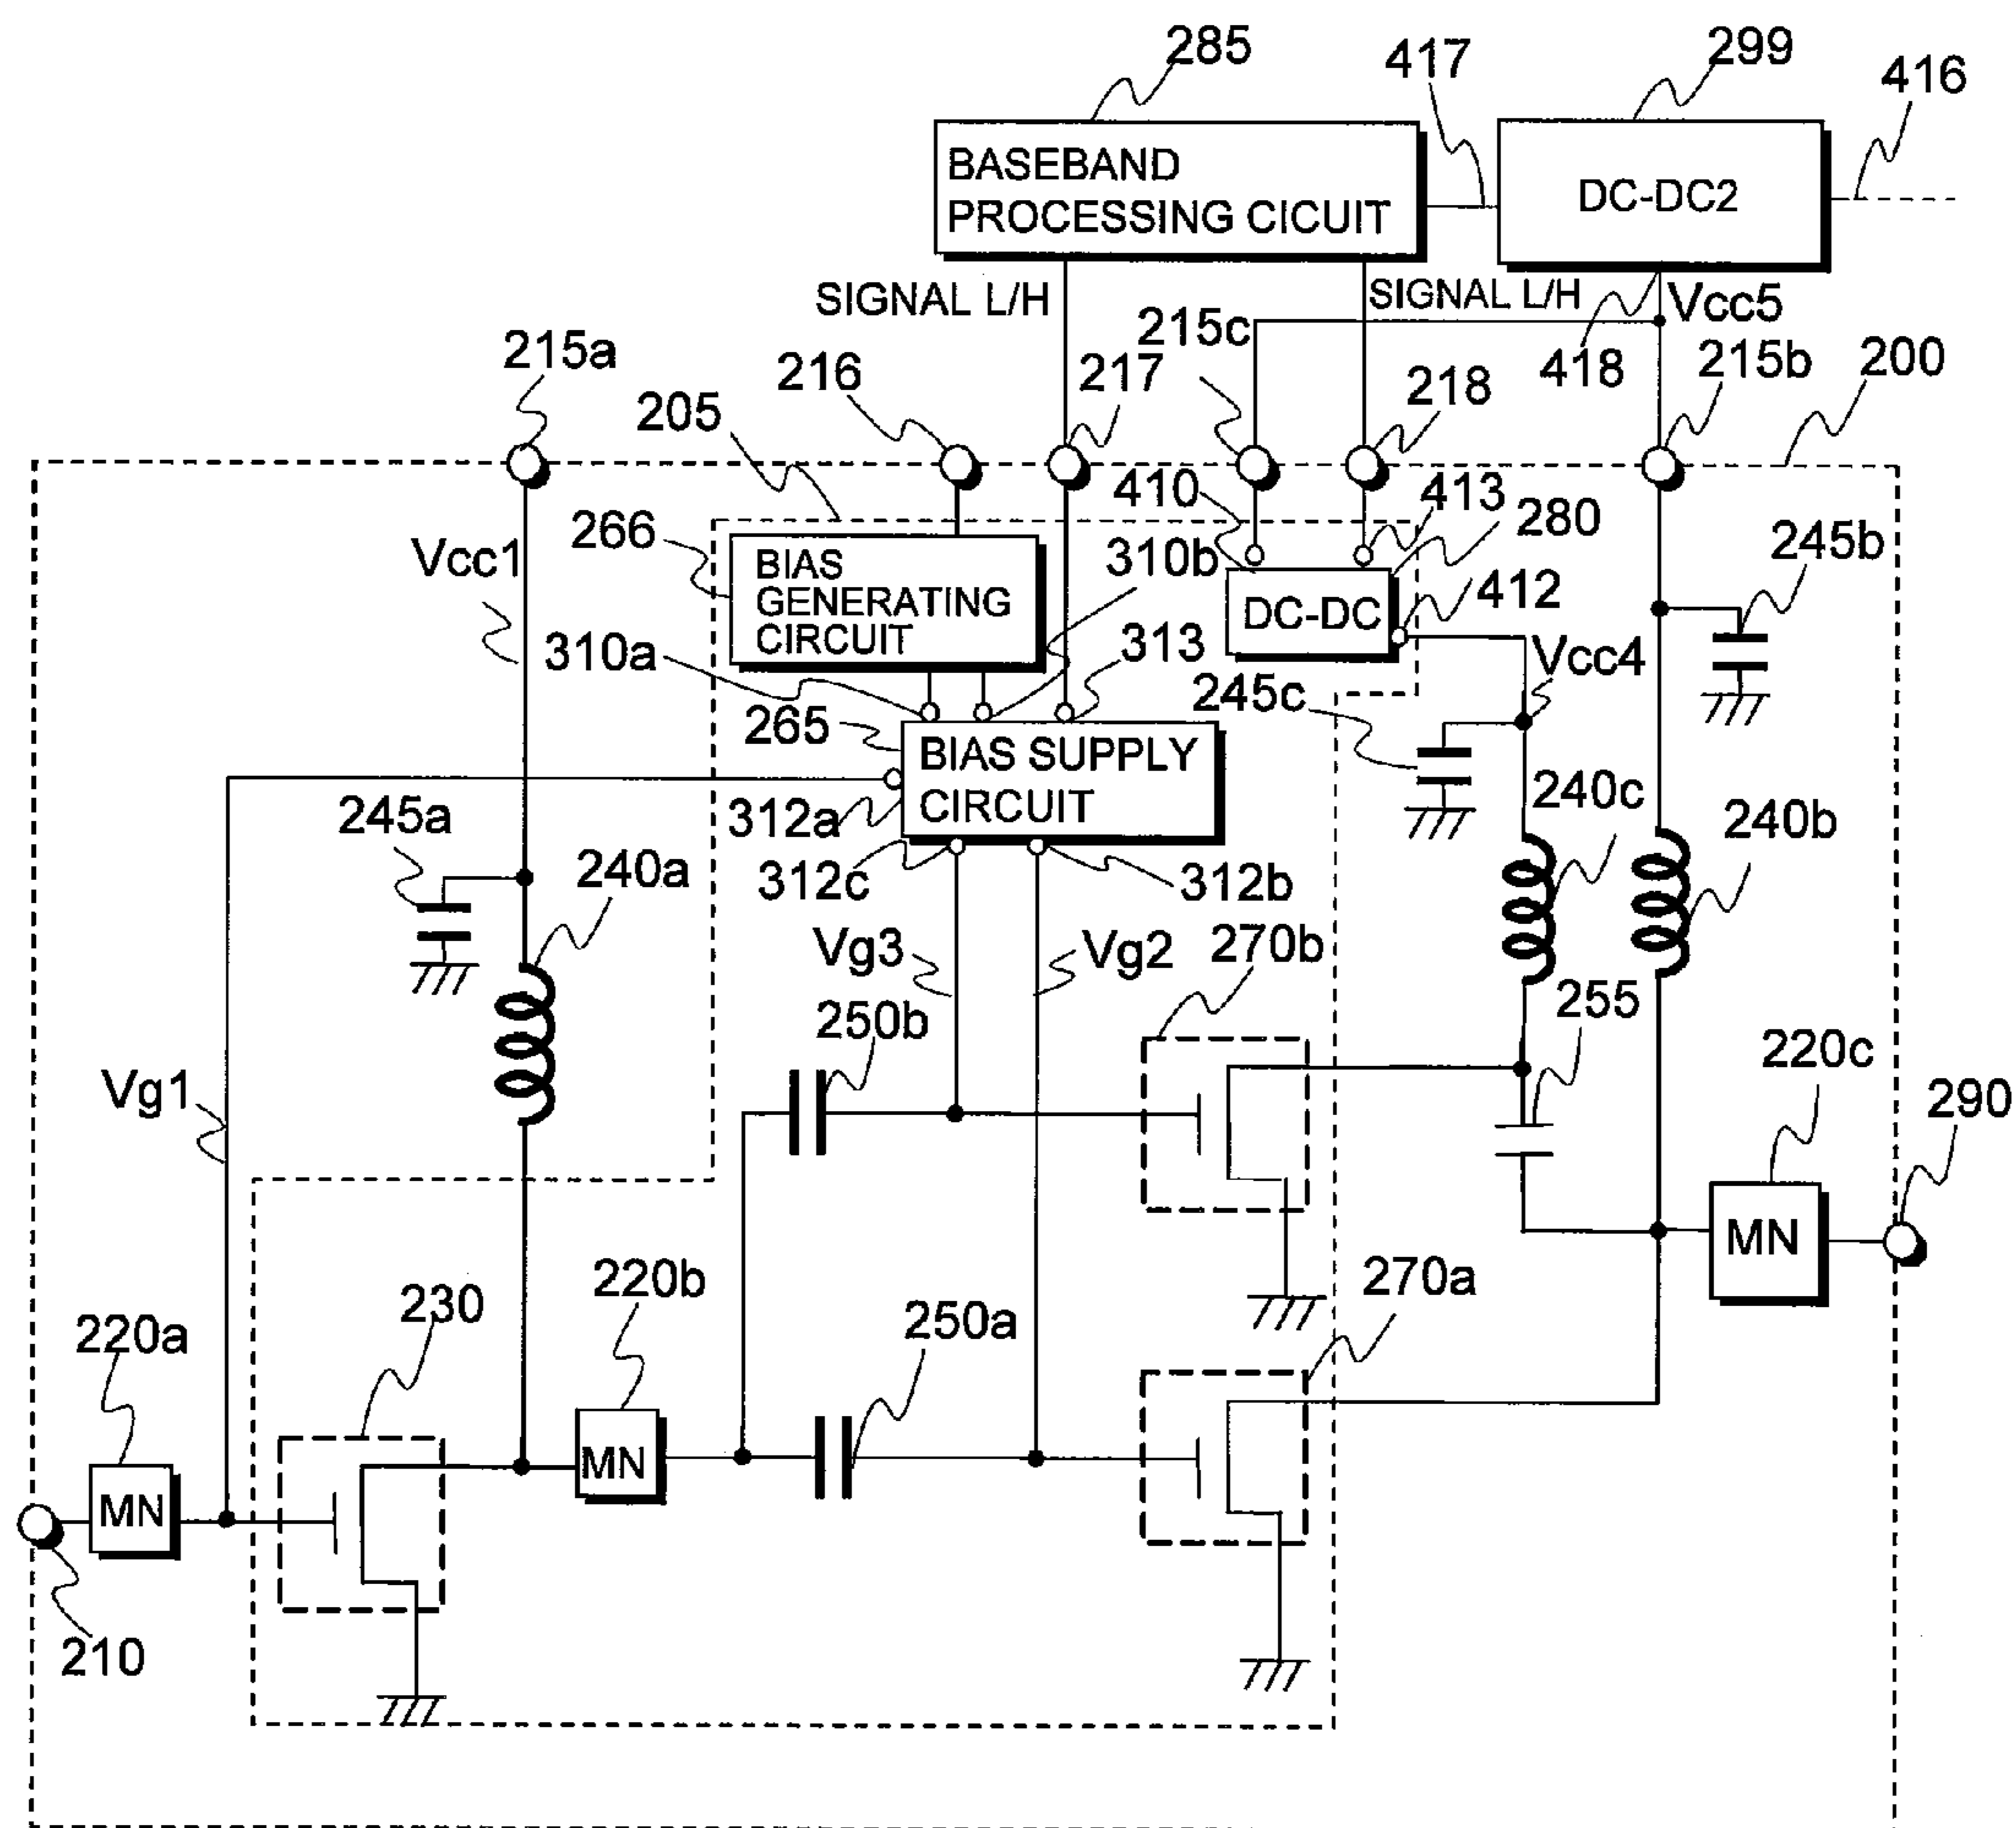 285
417
299
416
BASEBAND
PROCESSING CICUIT
DC-DC2
SIGNAL L/H
SIGNAL L/H
Vcc5
215a
216
217
215c
218
418
215b
200
205
410
413
280
245b
266
Vcc1
BIAS
GENERATING
CIRCUIT
310b
DC-DC
412
310a
313
Vcc4
245c
265
BIAS SUPPLY
CIRCUIT
312a
240c
240b
245a
240a
312c
312b
Vg3
Vg2
270b
250b
255
220c
Vg1
290
MN
220b
270a
230
250a
220a
MN
MN
210